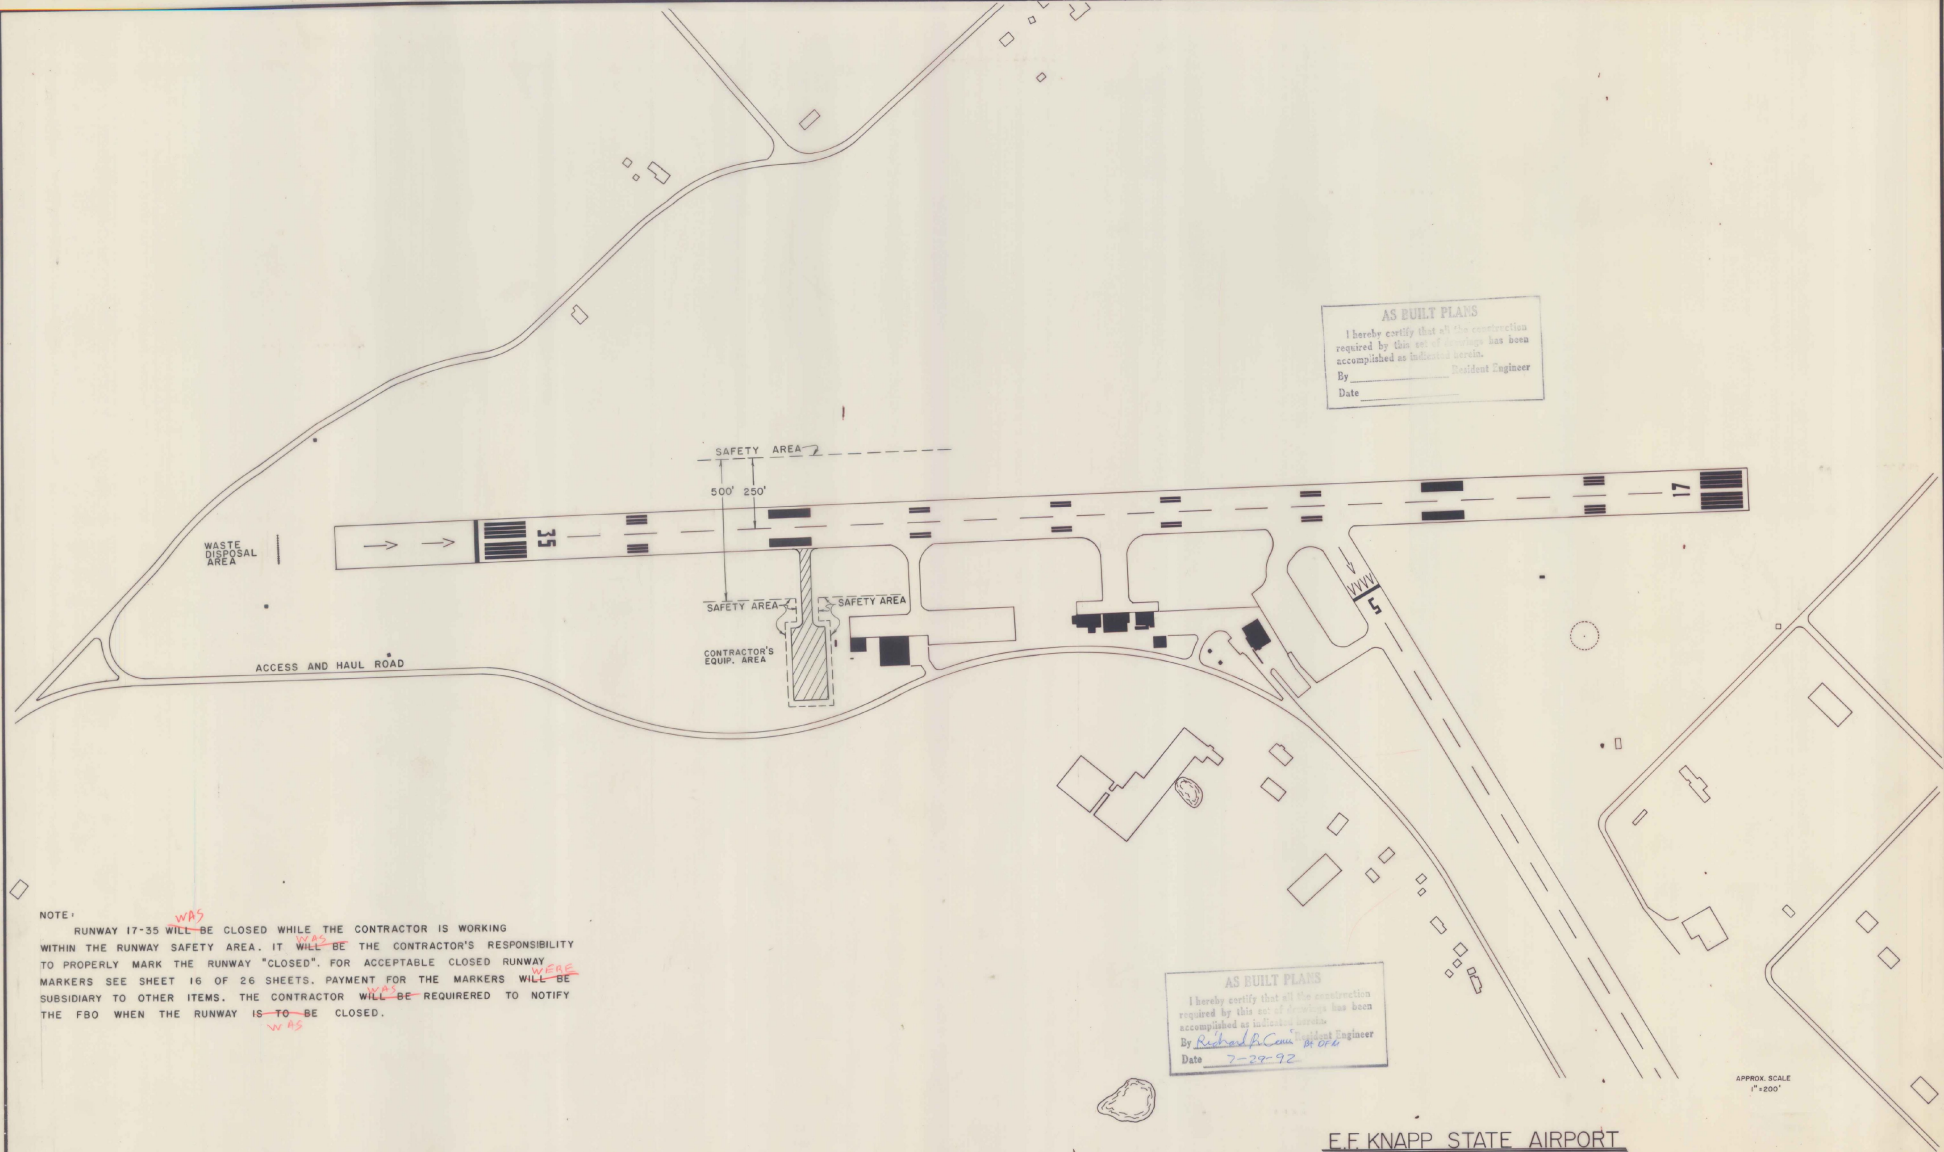 AS BUILT PLANS
I hereby certify that all the construction
required by this set of drawings has been
accomplished as indicated herein.
By Resident Engineer
Date
SAFETY AREA
500' 250'
17
35
WASTE
DISPOSAL
AREA
5
SAFETY AREA
SAFETY AREA
CONTRACTOR'S
EQUIP. AREA
ACCESS AND HAUL ROAD
NOTE:
WAS
RUNWAY 17-35 WILL BE CLOSED WHILE THE CONTRACTOR IS WORKING
WAS
WITHIN THE RUNWAY SAFETY AREA. IT WILL BE THE CONTRACTOR'S RESPONSIBILITY
TO PROPERLY MARK THE RUNWAY "CLOSED". FOR ACCEPTABLE CLOSED RUNWAY
WERE
MARKERS SEE SHEET 16 OF 26 SHEETS. PAYMENT FOR THE MARKERS WILL BE
WAS
SUBSIDIARY TO OTHER ITEMS. THE CONTRACTOR WILL BE REQUIRERED TO NOTIFY
THE FBO WHEN THE RUNWAY IS TO BE CLOSED.
WAS
AS BUILT PLANS
I hereby certify that all the construction
required by this set of drawings has been
accomplished as indicated herein.
By Richard Resident Engineer
Date 7-29-92
APPROX. SCALE
1"=200'
E.F. KNAPP STATE AIRPORT